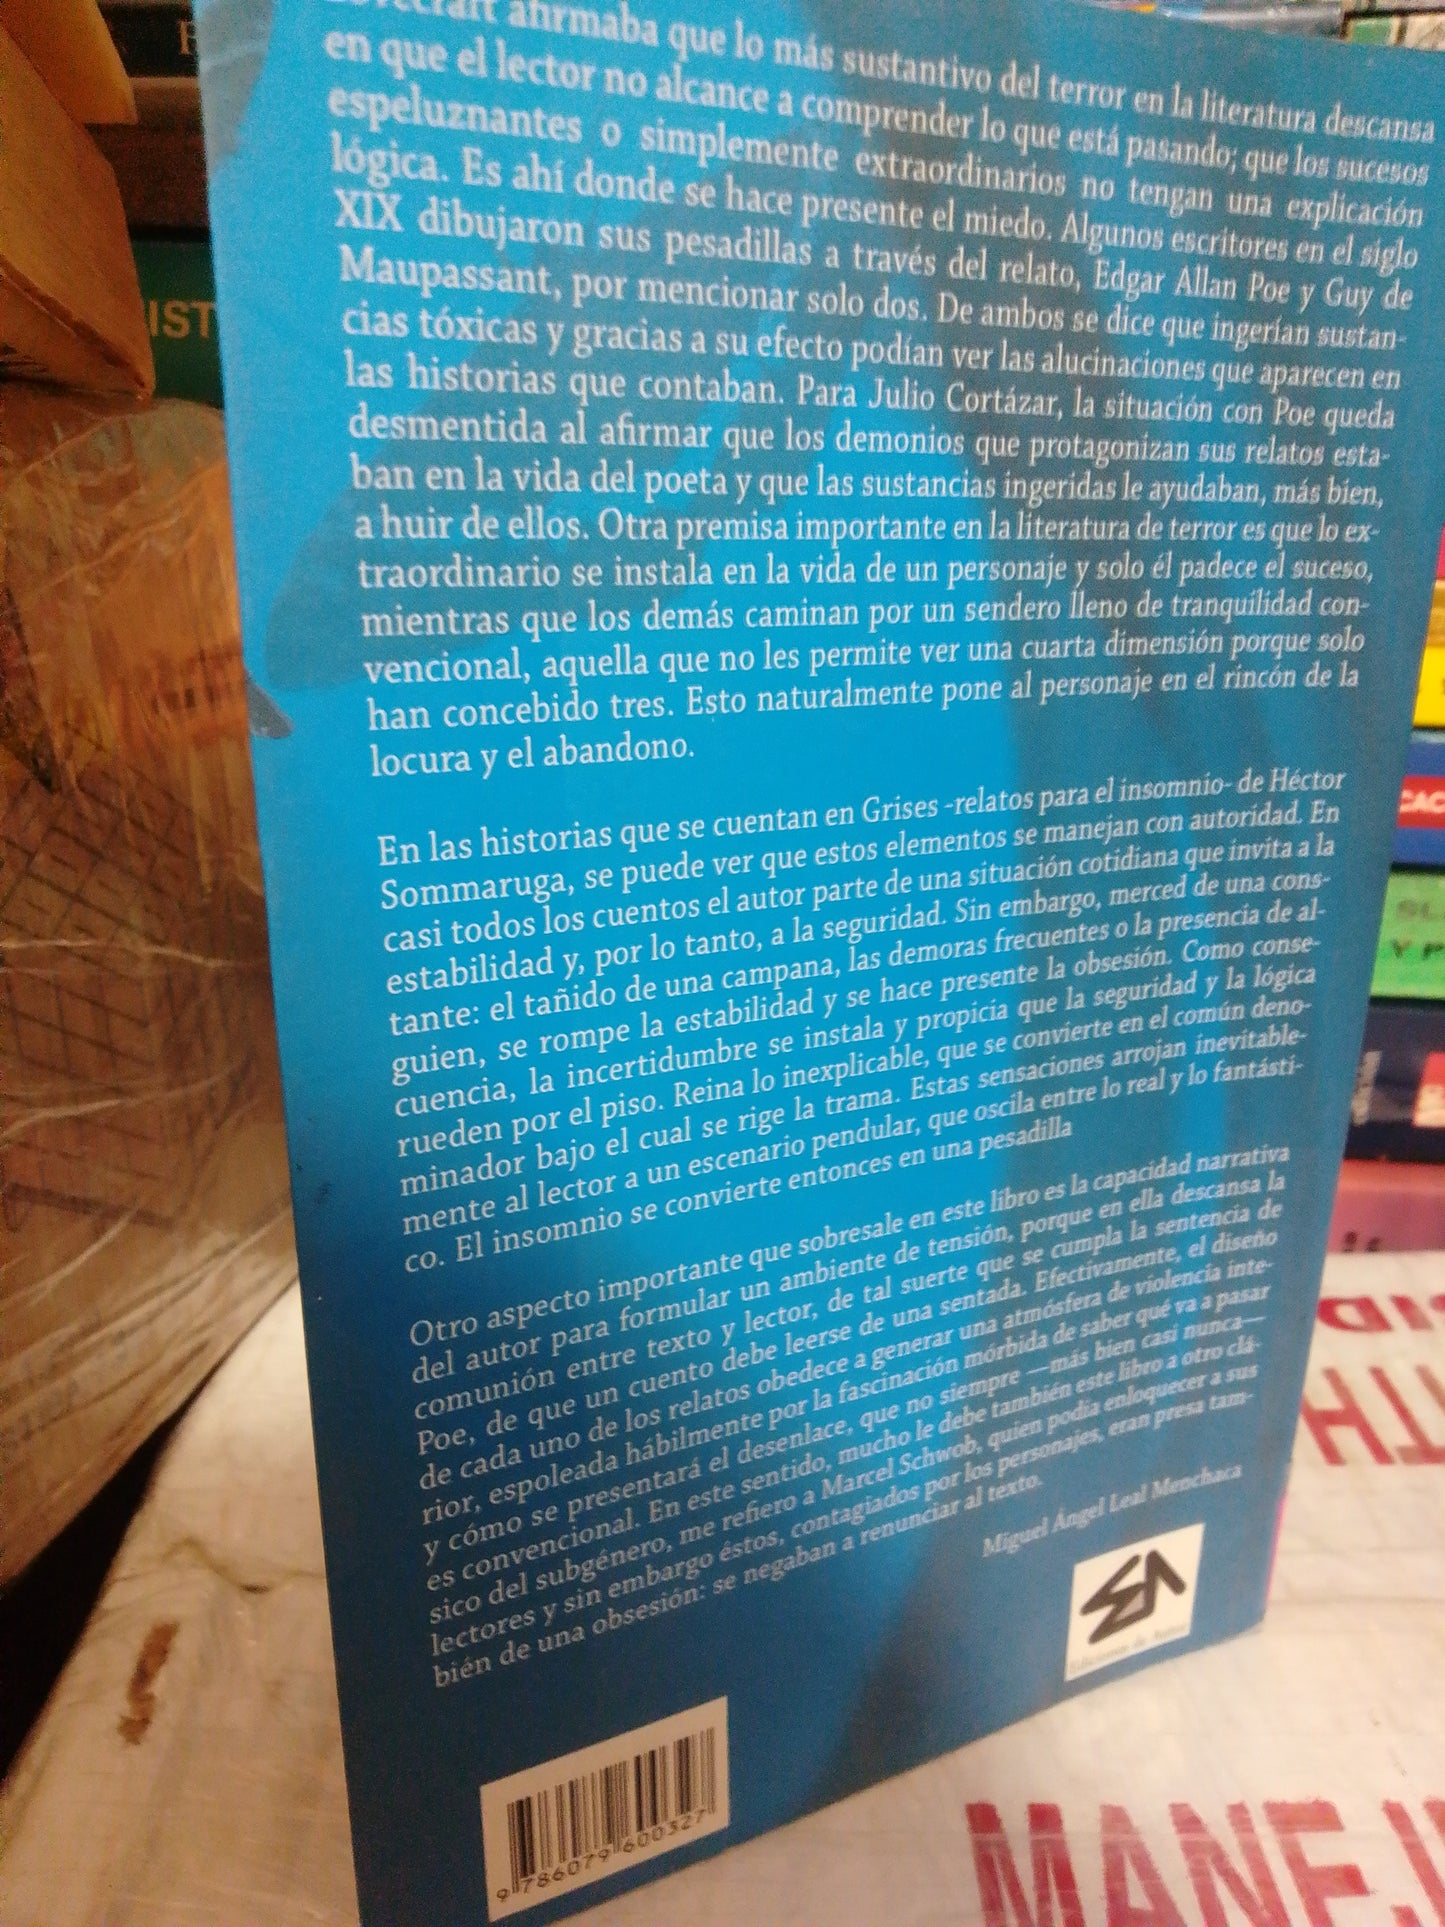 Lovecraft afirmaba que lo más sustantivo del terror en la literatura descansa
en que el lector no alcance a comprender lo que está pasando; que los sucesos
espeluznantes o simplemente extraordinarios no tengan una explicación
lógica. Es ahí donde se hace presente el miedo. Algunos escritores en el siglo
XIX dibujaron sus pesadillas a través del relato, Edgar Allan Poe y Guy de
Maupassant, por mencionar solo dos. De ambos se dice que ingerían sustan-
cias tóxicas y gracias a su efecto podían ver las alucinaciones que aparecen en
las historias que contaban. Para Julio Cortázar, la situación con Poe queda
desmentida al afirmar que los demonios que protagonizan sus relatos esta-
ban en la vida del poeta y que las sustancias ingeridas le ayudaban, más bien,
a huir de ellos. Otra premisa importante en la literatura de terror es que lo ex-
traordinario se instala en la vida de un personaje y solo él padece el suceso,
mientras que los demás caminan por un sendero lleno de tranquilidad con-
vencional, aquella que no les permite ver una cuarta dimensión porque solo
han concebido tres. Esto naturalmente pone al personaje en el rincón de la
locura y el abandono.
En las historias que se cuentan en Grises -relatos para el insomnio- de Héctor
Sommaruga, se puede ver que estos elementos se manejan con autoridad. En
casi todos los cuentos el autor parte de una situación cotidiana que invita a la
estabilidad y, por lo tanto, a la seguridad. Sin embargo, merced de una cons-
tante: el tañido de una campana, las demoras frecuentes o la presencia de al-
guien, se rompe la estabilidad y se hace presente la obsesión. Como conse-
cuencia, la incertidumbre se instala y propicia que la seguridad y la lógica
rueden por el piso. Reina lo inexplicable, que se convierte en el común deno-
minador bajo el cual se rige la trama. Estas sensaciones arrojan inevitable-
mente al lector a un escenario pendular, que oscila entre lo real y lo fantásti-
co. El insomnio se convierte entonces en una pesadilla
Otro aspecto importante que sobresale en este libro es la capacidad narrativa
del autor para formular un ambiente de tensión, porque en ella descansa la
comunión entre texto y lector, de tal suerte que se cumpla la sentencia de
Poe, de que un cuento debe leerse de una sentada. Efectivamente, el diseño
de cada uno de los relatos obedece a generar una atmósfera de violencia inte-
rior, espoleada hábilmente por la fascinación mórbida de saber qué va a pasar
y cómo se presentará el desenlace, que no siempre —más bien casi nunca—
es convencional. En este sentido, mucho le debe también este libro a otro clá-
sico del subgénero, me refiero a Marcel Schwob, quien podía enloquecer a sus
lectores y sin embargo éstos, contagiados por los personajes, eran presa tam-
bién de una obsesión: se negaban a renunciar al texto.
Miguel Ángel Leal Menchaca
Ediciones de Autor
9 786079 600327
IST
CAC
MANEJ